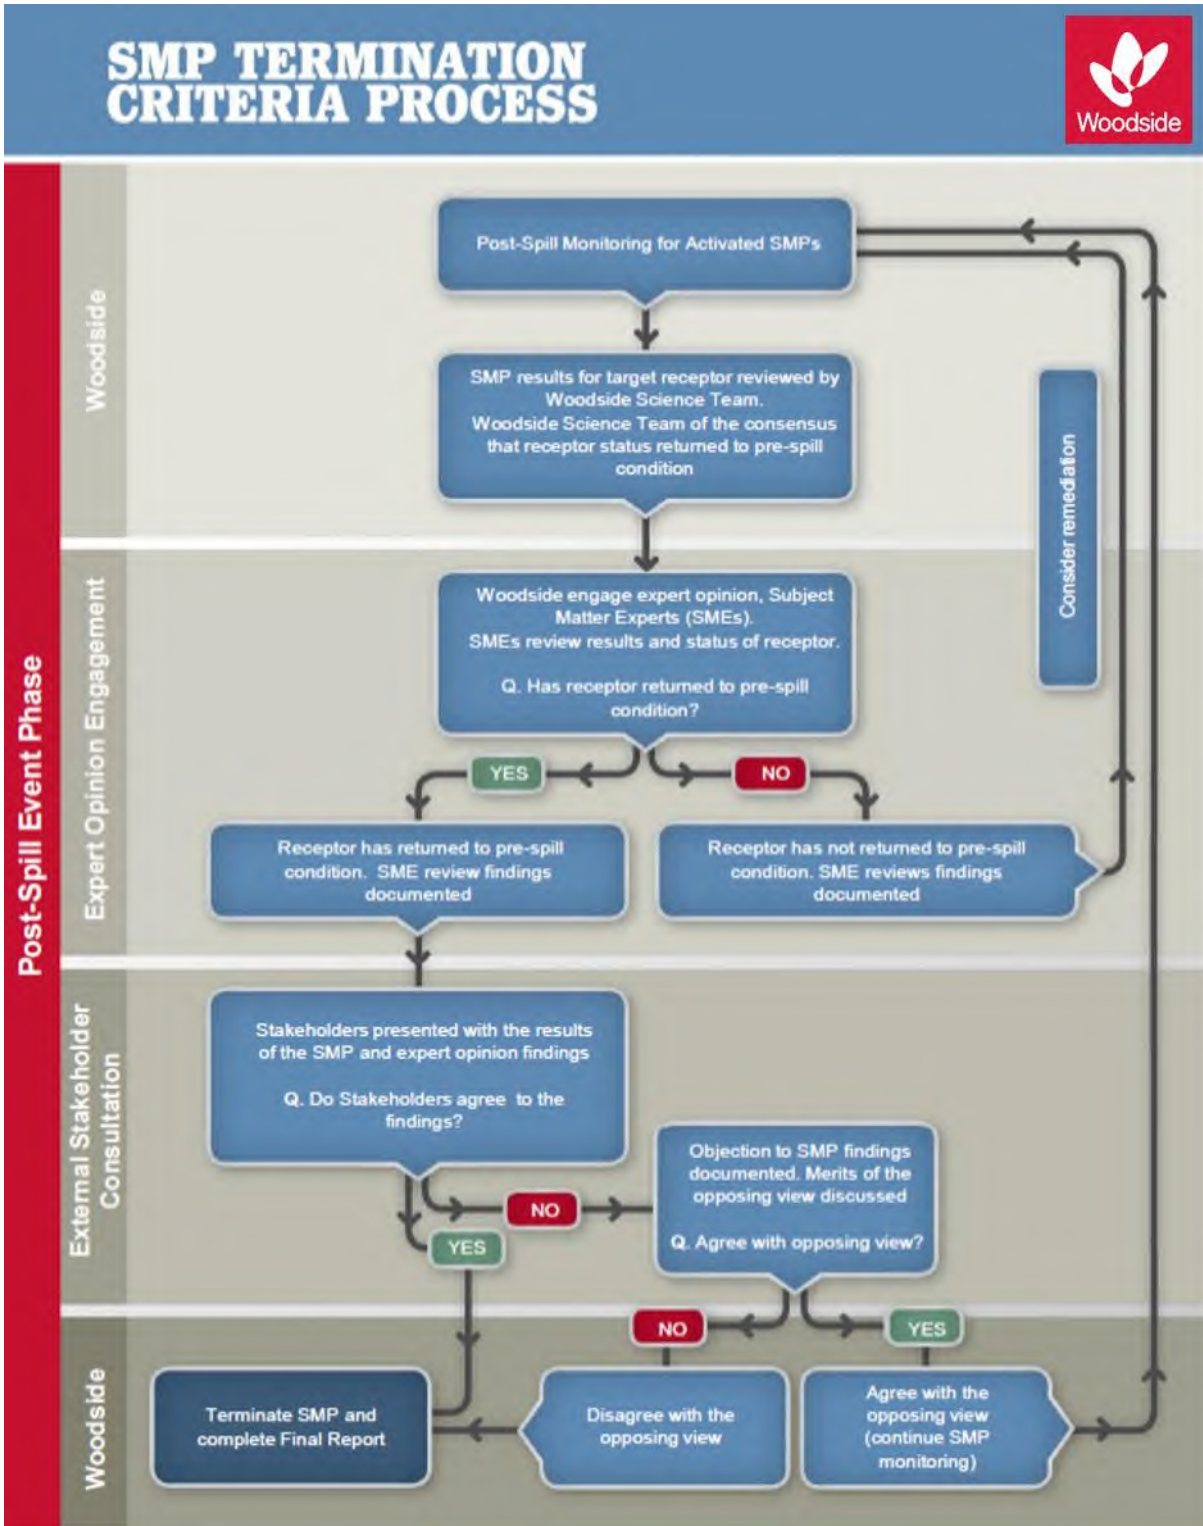 SMP TERMINATION
CRITERIA PROCESS
Woodside
Post-Spill Event Phase
Woodside
Post-Spill Monitoring for Activated SMPs
SMP results for target receptor reviewed by
Woodside Science Team.
Woodside Science Team of the consensus
that receptor status returned to pre-spill
condition
Consider remediation
Expert Opinion Engagement
Woodside engage expert opinion, Subject
Matter Experts (SMEs).
SMEs review results and status of receptor.
Q. Has receptor returned to pre-spill
condition?
YES
NO
Receptor has returned to pre-spill
condition. SME review findings
documented
Receptor has not returned to pre-spill
condition. SME reviews findings
documented
External Stakeholder
Consultation
Stakeholders presented with the results
of the SMP and expert opinion findings
Q. Do Stakeholders agree to the
findings?
NO
YES
Objection to SMP findings
documented. Merits of the
opposing view discussed
Q. Agree with opposing view?
NO
YES
Woodside
Terminate SMP and
complete Final Report
Disagree with the
opposing view
Agree with the
opposing view
(continue SMP
monitoring)